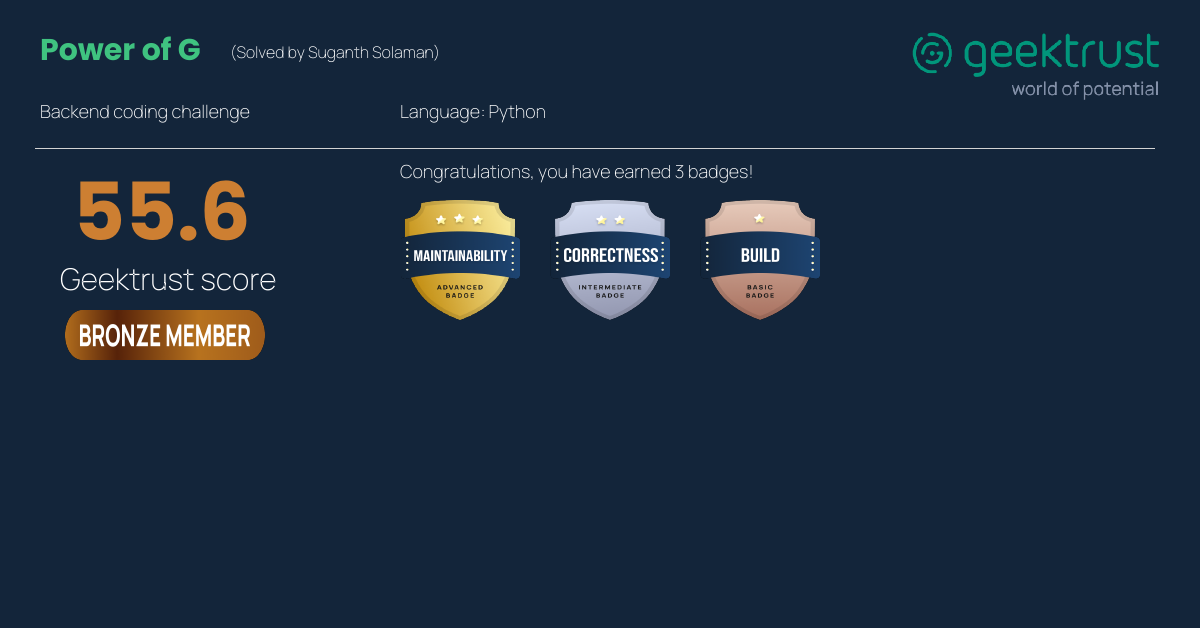 Power of G (Solved by Suganth Solaman)
geektrust
world of potential
Backend coding challenge
Language: Python
Congratulations, you have earned 3 badges!
55.6
Geektrust score
BRONZE MEMBER
MAINTAINABILITY
ADVANCED
BADGE
CORRECTNESS
INTERMEDIATE
BADGE
BUILD
BASIC
BADGE